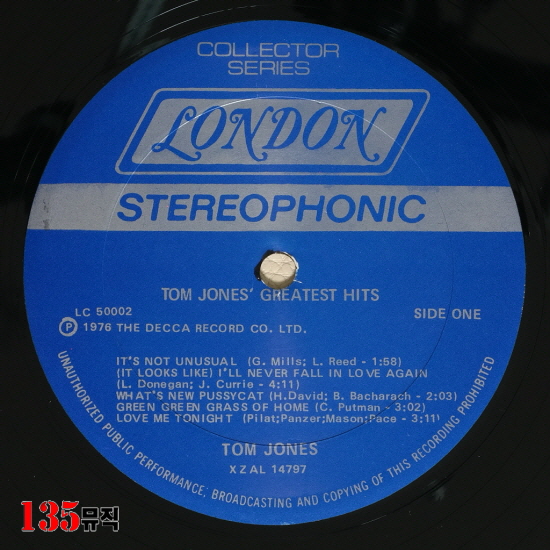 COLLECTOR
SERIES
LONDON
STEREOPHONIC
TOM JONES' GREATEST HITS
LC 50002
SIDE ONE
Ⓟ 1976 THE DECCA RECORD CO. LTD.
IT'S NOT UNUSUAL (G. Mills; L. Reed - 1:58)
(IT LOOKS LIKE) I'LL NEVER FALL IN LOVE AGAIN
(L. Donegan; J. Currie - 4:11)
WHAT'S NEW PUSSYCAT (H.David; B. Bacharach - 2:03)
GREEN GREEN GRASS OF HOME (C. Putman - 3:02)
LOVE ME TONIGHT (Pilat;Panzer;Mason;Pace - 3:11)
TOM JONES
XZAL 14797
UNAUTHORIZED PUBLIC PERFORMANCE, BROADCASTING AND COPYING OF THIS RECORDING PROHIBITED
135뮤직